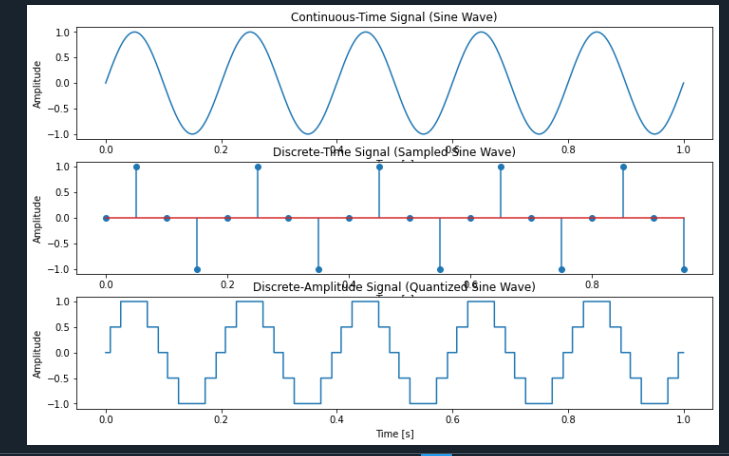 Continuous-Time Signal (Sine Wave)
Amplitude
1.0
0.5
0.0
−0.5
−1.0
0.0 0.2 0.4 0.6 0.8 1.0
Discrete-Time Signal (Sampled Sine Wave)
Amplitude
1.0
0.5
0.0
−0.5
−1.0
0.0 0.2 0.4 0.6 0.8
Discrete-Amplitude Signal (Quantized Sine Wave)
Amplitude
1.0
0.5
0.0
−0.5
−1.0
0.0 0.2 0.4 0.6 0.8 1.0
Time [s]